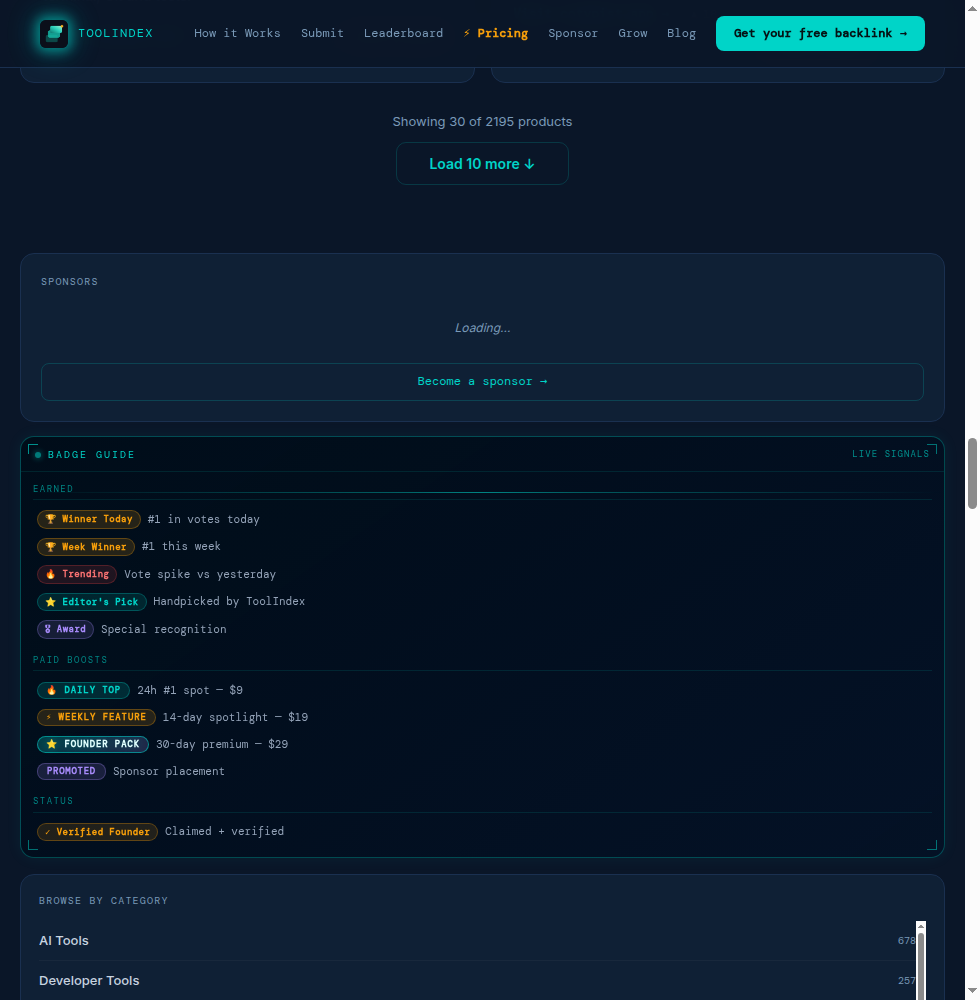 TOOLINDEX How it Works Submit Leaderboard ⚡ Pricing Sponsor Grow Blog Get your free backlink →
Showing 30 of 2195 products
Load 10 more ↓
SPONSORS
Loading...
Become a sponsor →
BADGE GUIDE LIVE SIGNALS
EARNED
🏆 Winner Today #1 in votes today
🏆 Week Winner #1 this week
🔥 Trending Vote spike vs yesterday
⭐ Editor's Pick Handpicked by ToolIndex
🎖 Award Special recognition
PAID BOOSTS
🔥 DAILY TOP 24h #1 spot — $9
⚡ WEEKLY FEATURE 14-day spotlight — $19
⭐ FOUNDER PACK 30-day premium — $29
PROMOTED Sponsor placement
STATUS
✓ Verified Founder Claimed + verified
BROWSE BY CATEGORY
AI Tools 678
Developer Tools 257